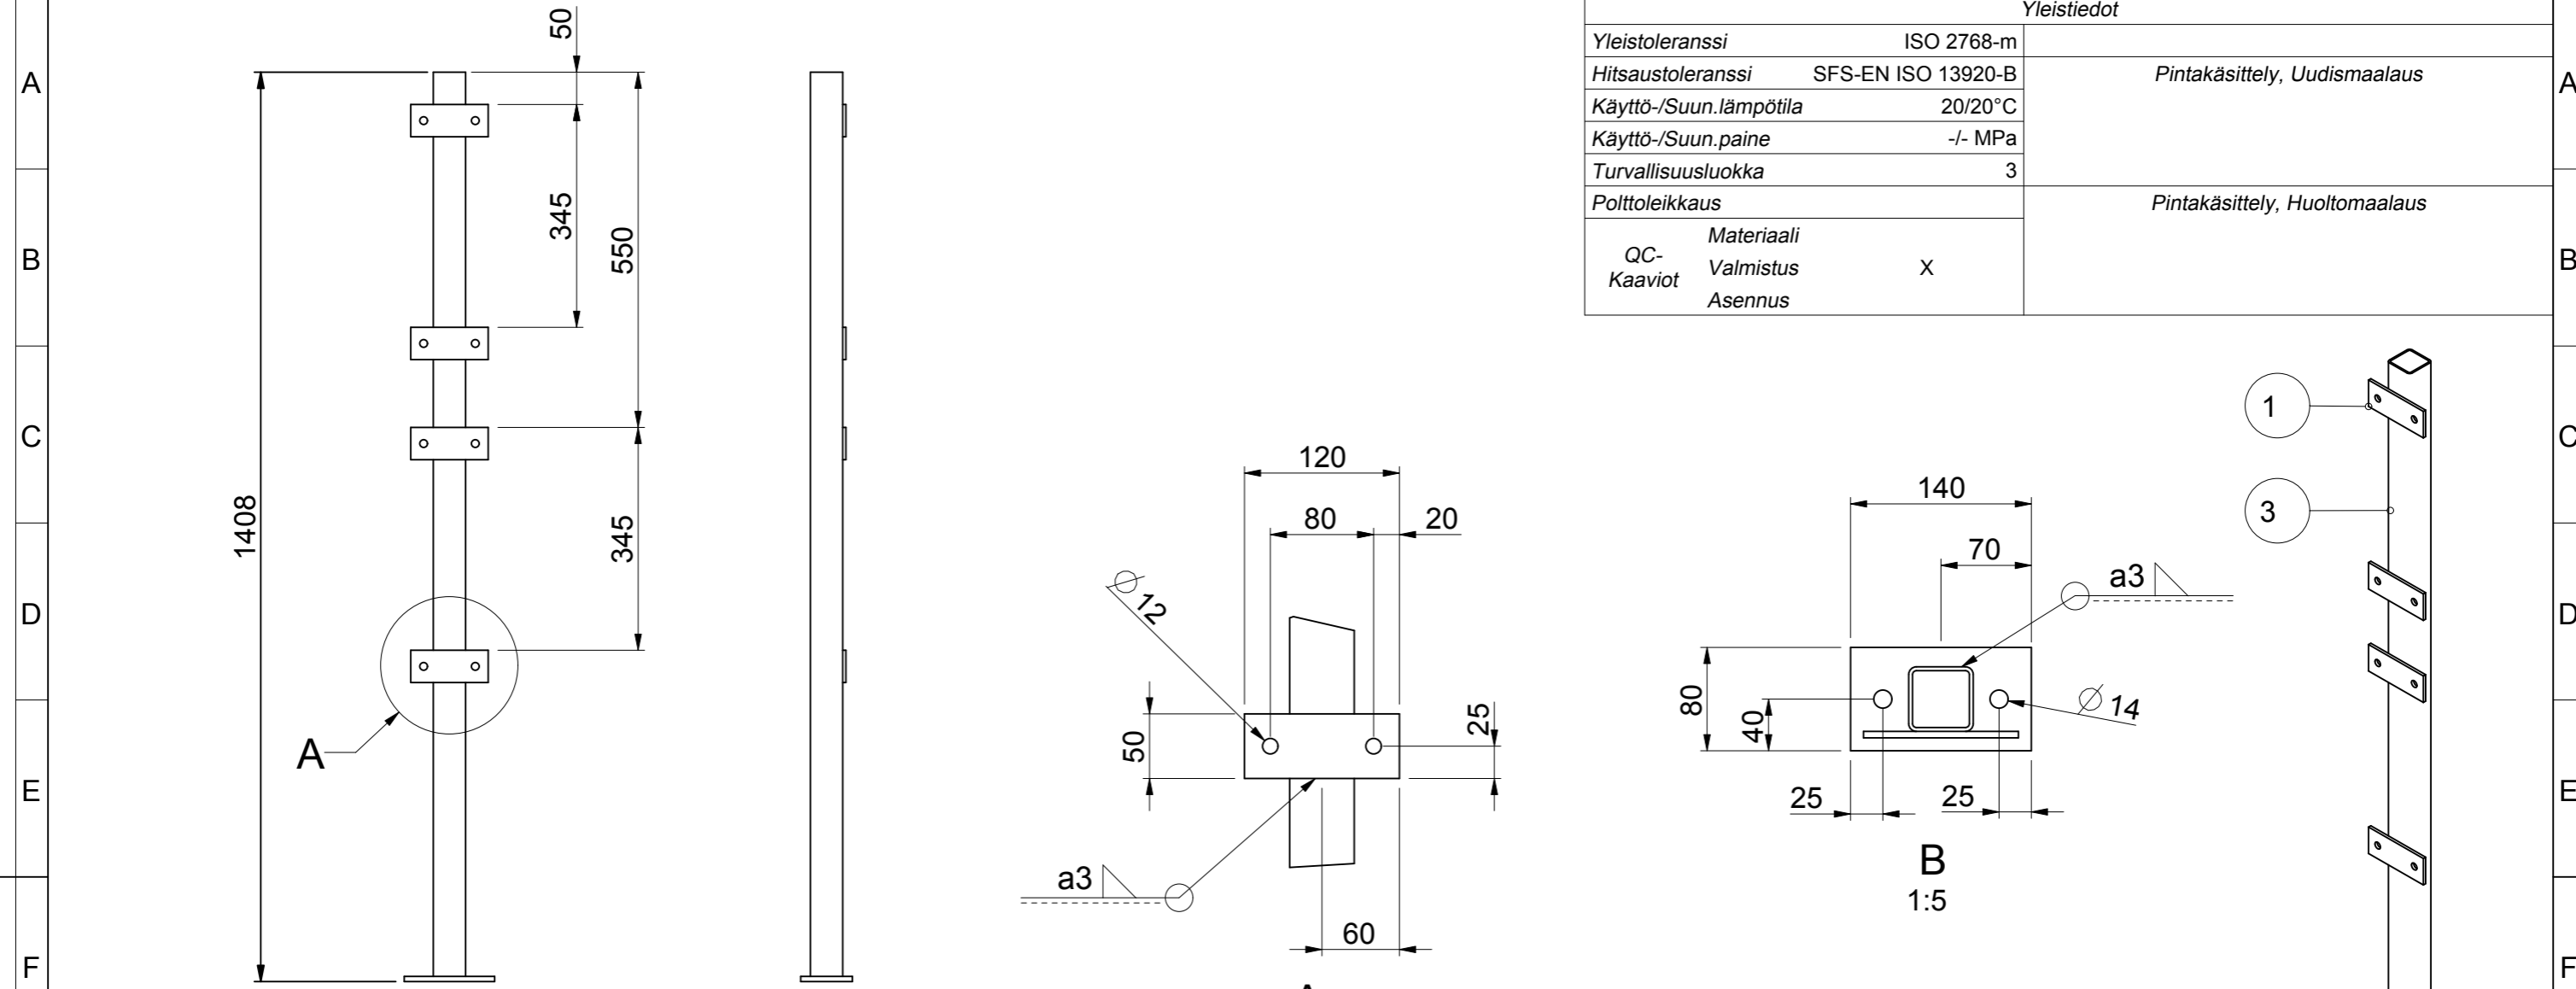 Yleistiedot
Yleistoleranssi ISO 2768-m
Hitsaustoleranssi SFS-EN ISO 13920-B
Käyttö-/Suun.lämpötila 20/20°C
Käyttö-/Suun.paine -/- MPa
Turvallisuusluokka 3
Polttoleikkaus
QC-
Kaaviot
Materiaali
Valmistus X
Asennus
Pintakäsittely, Uudismaalaus
Pintakäsittely, Huoltomaalaus
A
B
C
D
E
F
50
345
550
345
1408
A
120
80
20
⌀12
50
25
a3
60
140
70
a3
80
40
⌀14
25
25
B
1:5
1
3
A
B
C
D
E
F